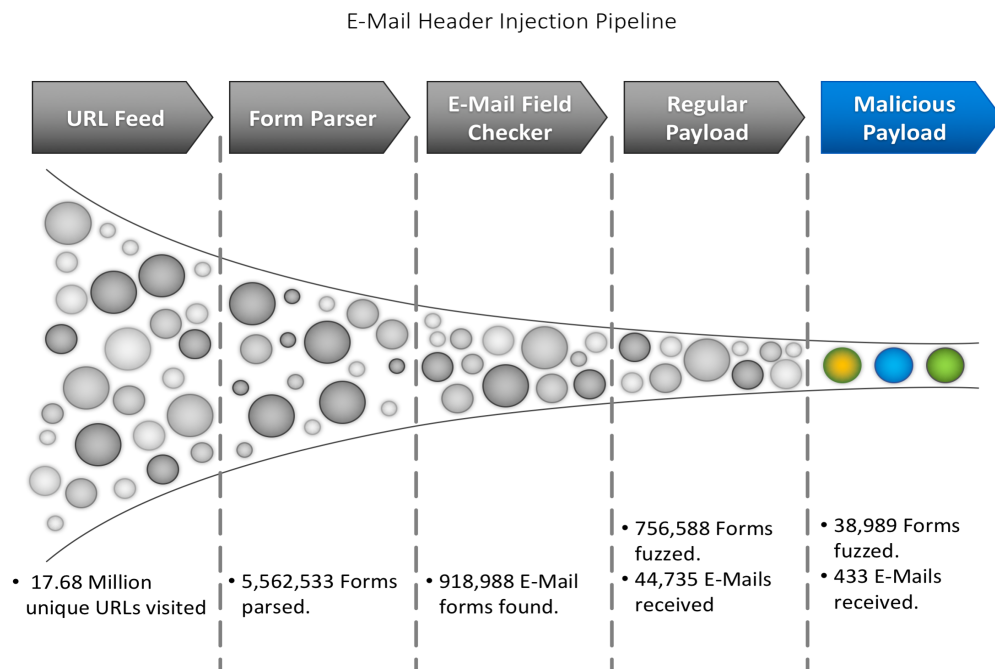 E-Mail Header Injection Pipeline
URL Feed
Form Parser
E-Mail Field
Checker
Regular
Payload
Malicious
Payload
• 17.68 Million
unique URLs visited
• 5,562,533 Forms
parsed.
• 918,988 E-Mail
forms found.
• 756,588 Forms
fuzzed.
• 44,735 E-Mails
received
• 38,989 Forms
fuzzed.
• 433 E-Mails
received.